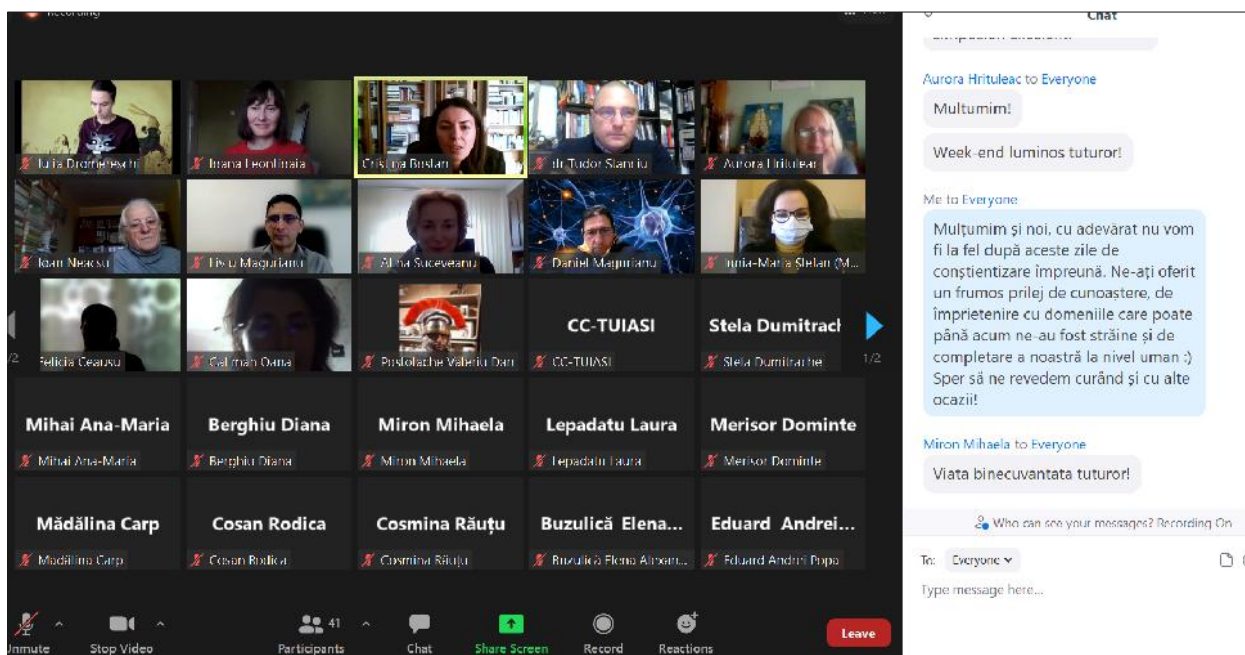 Recording
Chat
Aurora Hrituleac to Everyone
Multumim!
Week-end luminos tuturor!
Me to Everyone
Mulțumim și noi, cu adevărat nu vom
fi la fel după aceste zile de
conștientizare împreună. Ne-ați oferit
un frumos prilej de cunoaștere, de
împrietenire cu domeniile care poate
până acum ne-au fost străine și de
completare a noastră la nivel uman :)
Sper să ne revedem curând și cu alte
ocazii!
Miron Mihaela to Everyone
Viata binecuvantata tuturor!
Who can see your messages? Recording On
To: Everyone
Type message here...
Cristina Boslan
dr. Tudor Stanciu
Aurora Hrituleac
Ioan Neacsu
Liviu Magurianu
Alina Suceveanu
Daniel Magurianu
Felicia Ceausu
Caliman Oana
Postolache Valeriu Dan
CC-TUIASI
CC-TUIASI
Stela Dumitrach
Stela Dumitrache
1/2
Mihai Ana-Maria
Berghiu Diana
Miron Mihaela
Lepadatu Laura
Merisor Dominte
Mihai Ana-Maria
Berghiu Diana
Miron Mihaela
Lepadatu Laura
Merisor Dominte
Mădălina Carp
Cosan Rodica
Cosmina Răuțu
Buzulică Elena...
Eduard Andrei...
Mădălina Carp
Cosan Rodica
Cosmina Răuțu
Buzulică Elena Alexan...
Eduard Andrei Popa
Unmute
Stop Video
41
Participants
Chat
Share Screen
Record
Reactions
Leave